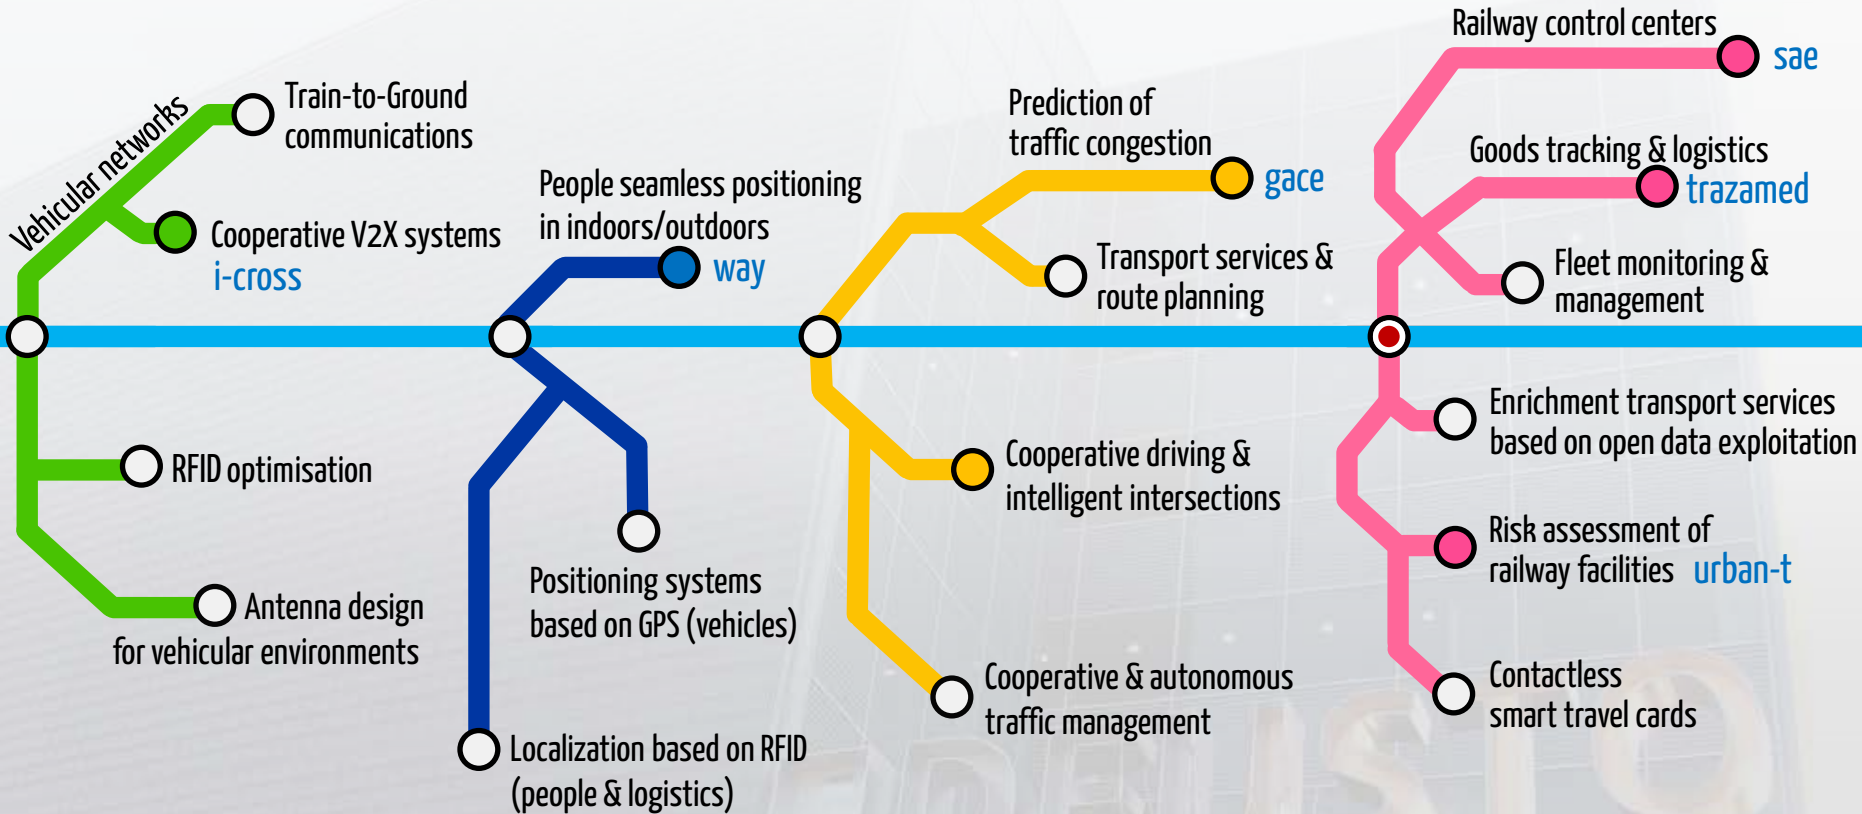 Vehicular networks
Train-to-Ground
communications
Cooperative V2X systems
i-cross
RFID optimisation
Antenna design
for vehicular environments
People seamless positioning
in indoors/outdoors
way
Positioning systems
based on GPS (vehicles)
Localization based on RFID
(people & logistics)
Prediction of
traffic congestion
gace
Transport services &
route planning
Cooperative driving &
intelligent intersections
Cooperative & autonomous
traffic management
Railway control centers
sae
Goods tracking & logistics
trazamed
Fleet monitoring &
management
Enrichment transport services
based on open data exploitation
Risk assessment of
railway facilities urban-t
Contactless
smart travel cards
DEUSTO